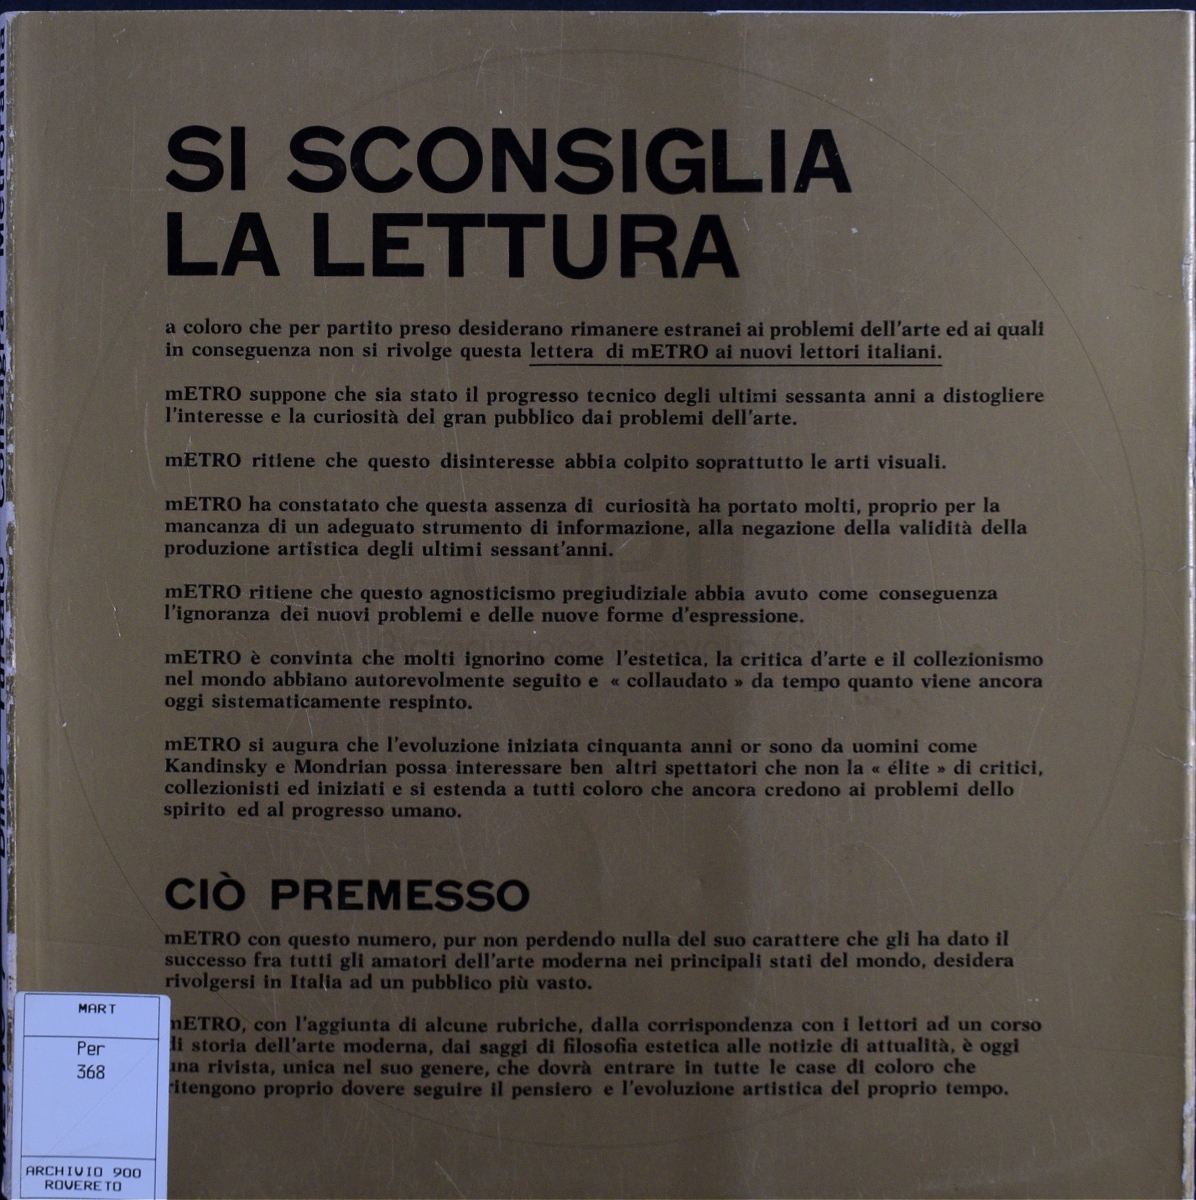 SI SCONSIGLIA
LA LETTURA
a coloro che per partito preso desiderano rimanere estranei ai problemi dell'arte ed ai quali
in conseguenza non si rivolge questa lettera di mETRO ai nuovi lettori italiani.
mETRO suppone che sia stato il progresso tecnico degli ultimi sessanta anni a distogliere
l'interesse e la curiosità del gran pubblico dai problemi dell'arte.
mETRO ritiene che questo disinteresse abbia colpito soprattutto le arti visuali.
mETRO ha constatato che questa assenza di curiosità ha portato molti, proprio per la
mancanza di un adeguato strumento di informazione, alla negazione della validità della
produzione artistica degli ultimi sessant'anni.
mETRO ritiene che questo agnosticismo pregiudiziale abbia avuto come conseguenza
l'ignoranza dei nuovi problemi e delle nuove forme d'espressione.
mETRO è convinta che molti ignorino come l'estetica, la critica d'arte e il collezionismo
nel mondo abbiano autorevolmente seguito e « collaudato » da tempo quanto viene ancora
oggi sistematicamente respinto.
mETRO si augura che l'evoluzione iniziata cinquanta anni or sono da uomini come
Kandinsky e Mondrian possa interessare ben altri spettatori che non la « élite » di critici,
collezionisti ed iniziati e si estenda a tutti coloro che ancora credono ai problemi dello
spirito ed al progresso umano.
CIÒ PREMESSO
mETRO con questo numero, pur non perdendo nulla del suo carattere che gli ha dato il
successo fra tutti gli amatori dell'arte moderna nei principali stati del mondo, desidera
rivolgersi in Italia ad un pubblico più vasto.
mETRO, con l'aggiunta di alcune rubriche, dalla corrispondenza con i lettori ad un corso
di storia dell'arte moderna, dai saggi di filosofia estetica alle notizie di attualità, è oggi
una rivista, unica nel suo genere, che dovrà entrare in tutte le case di coloro che
ritengono proprio dovere seguire il pensiero e l'evoluzione artistica del proprio tempo.
MART
Per
368
ARCHIVIO 900
ROVERETO